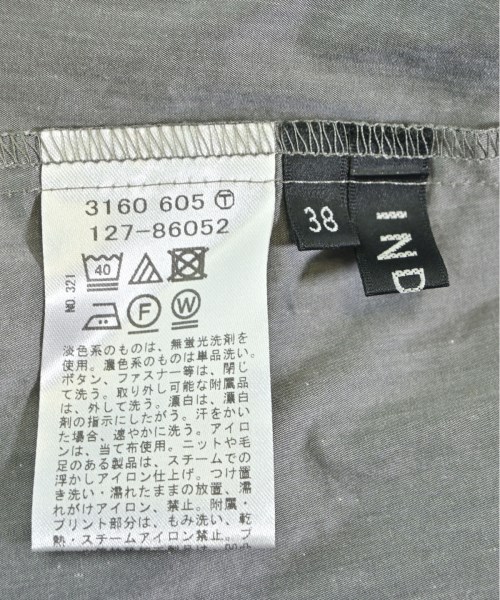 3160 605 Ⓣ
127-86052
40
F
W
NO.321
淡色系のものは、無蛍光洗剤を
使用。濃色系のものは単品洗い。
ボタン、ファスナー等は、閉じ
て洗う。取り外し可能な附属品
は、外して洗う。漂白は、漂白
剤の指示にしたがう。汗をかい
た場合、速やかに洗う。アイロ
ンは、当て布使用。ニットや毛
足のある製品は、スチームでの
浮かしアイロン仕上げ。つけ置
き洗い・濡れたままの放置、濡
れがけアイロン、禁止。附属・
プリント部分は、もみ洗い、乾
熱・スチームアイロン禁止。プ
38
IND